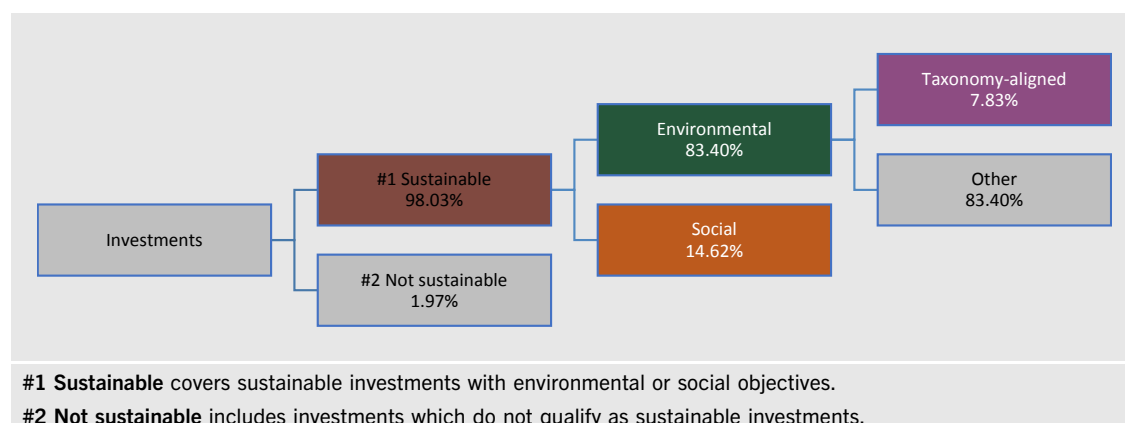 Investments
#1 Sustainable
98.03%
#2 Not sustainable
1.97%
Environmental
83.40%
Social
14.62%
Taxonomy-aligned
7.83%
Other
83.40%
#1 Sustainable covers sustainable investments with environmental or social objectives.
#2 Not sustainable includes investments which do not qualify as sustainable investments.